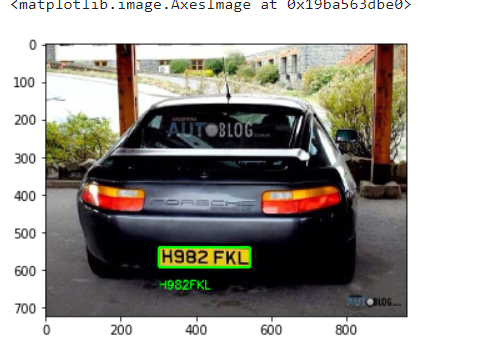 <matplotlib.image.AxesImage at 0x19ba563dbe0>
0
100
200
300
400
500
600
700
AUTOBLOG
PORSCHE
H982 FKL
H982FKL
AUTOBLOG
0 200 400 600 800